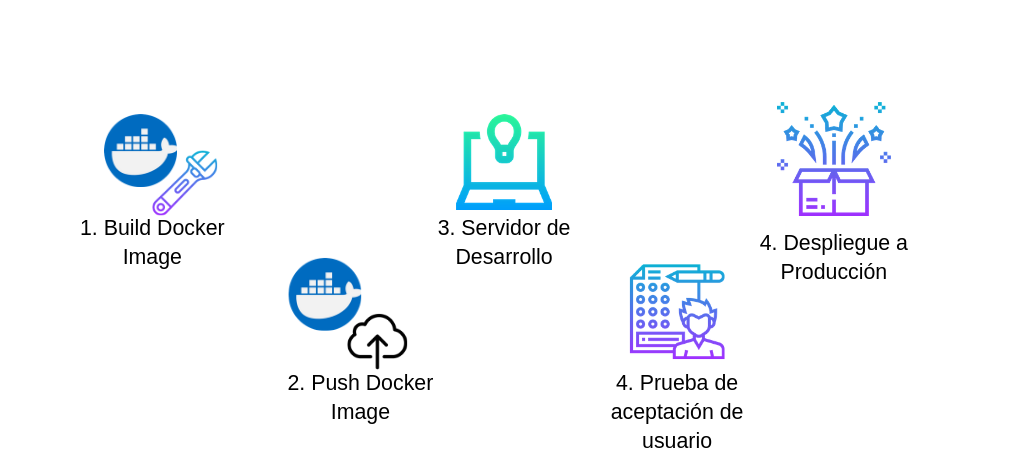 1. Build Docker
Image
2. Push Docker
Image
3. Servidor de
Desarrollo
4. Prueba de
aceptación de
usuario
4. Despliegue a
Producción